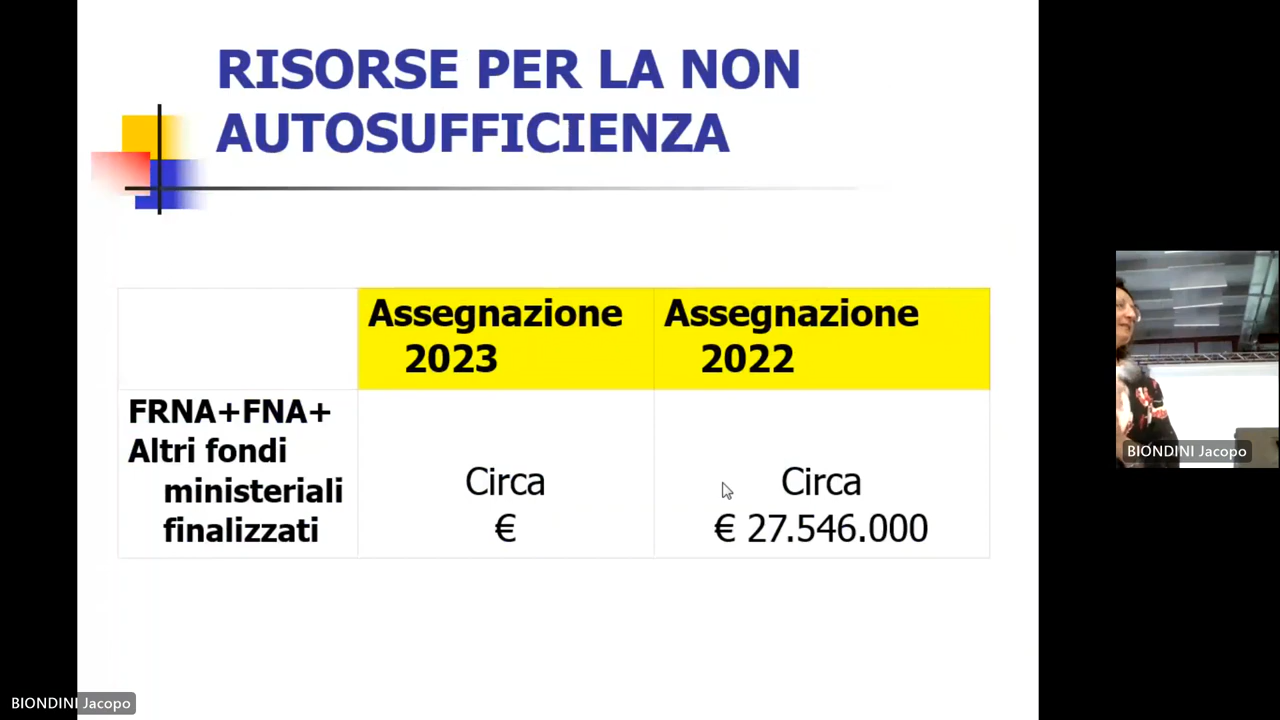 RISORSE PER LA NON
AUTOSUFFICIENZA
Assegnazione
2023
Assegnazione
2022
FRNA+FNA+
Altri fondi
ministeriali
finalizzati
Circa
€
Circa
€ 27.546.000
BIONDINI Jacopo
BIONDINI Jacopo